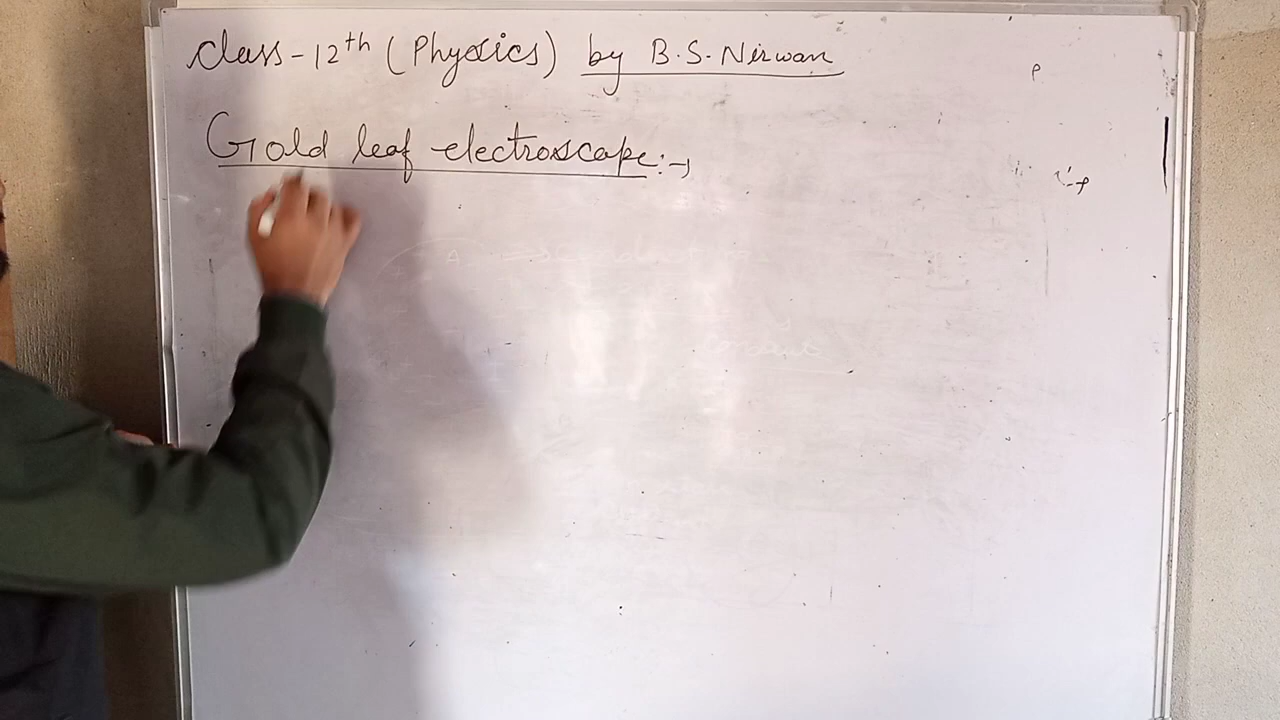 Class-12th (Physics) by B.S. Nirwan
Gold leaf electroscope:→